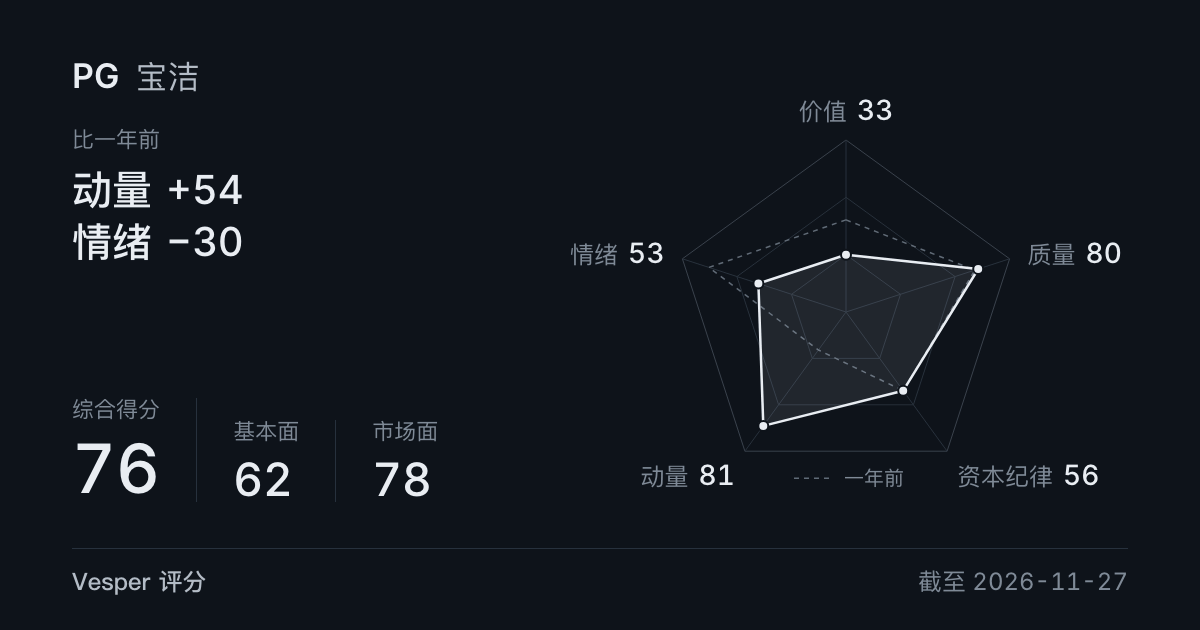 PG 宝洁
比一年前
动量 +54
情绪 −30
价值 33
情绪 53
质量 80
动量 81
一年前
资本纪律 56
综合得分
76
基本面
62
市场面
78
Vesper 评分
截至 2026-11-27